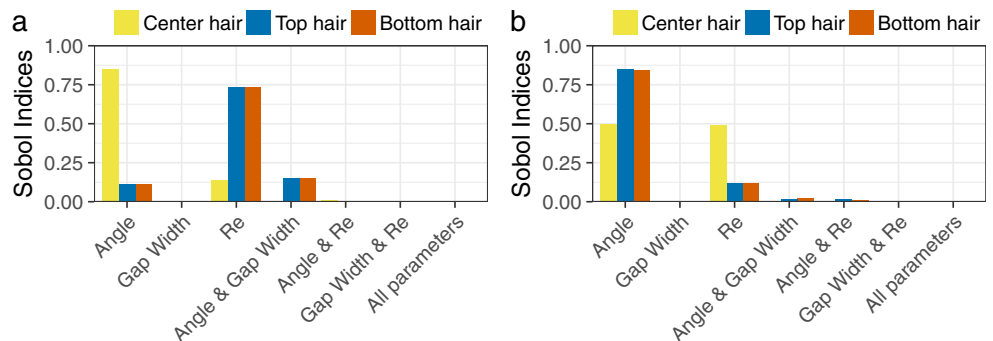 a
Center hair Top hair Bottom hair
Sobol Indices
1.00
0.75
0.50
0.25
0.00
Angle
Gap Width
Re
Angle & Gap Width
Angle & Re
Gap Width & Re
All parameters
b
Center hair Top hair Bottom hair
Sobol Indices
1.00
0.75
0.50
0.25
0.00
Angle
Gap Width
Re
Angle & Gap Width
Angle & Re
Gap Width & Re
All parameters